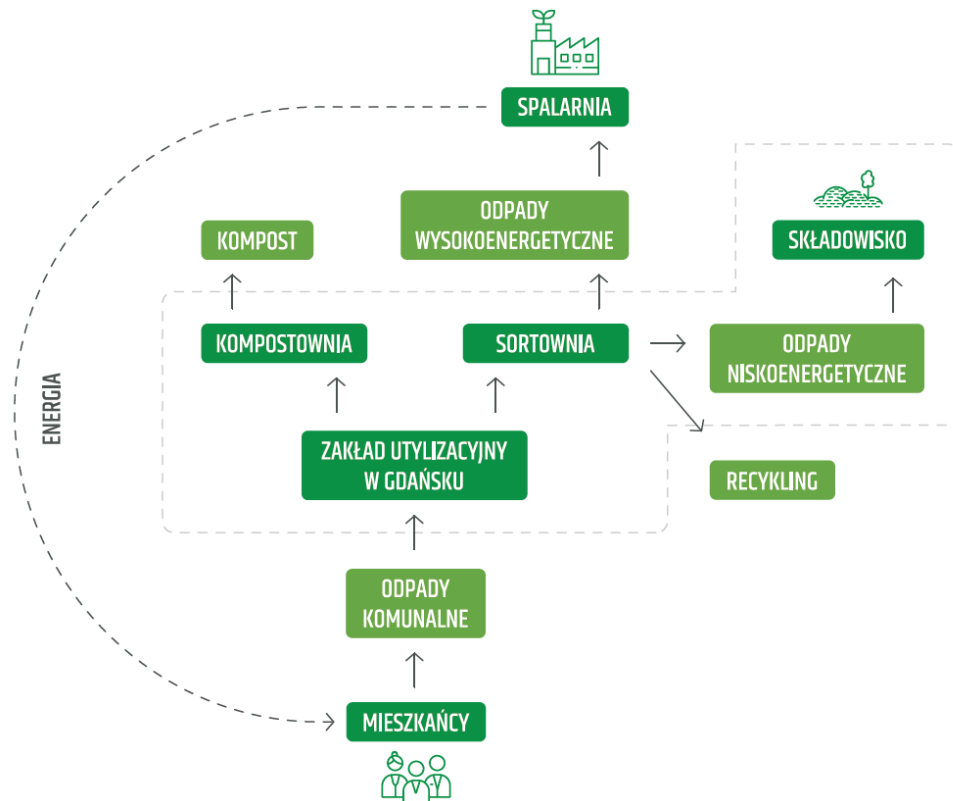 SPALARNIA
ODPADY
WYSOKOENERGETYCZNE
KOMPOST
SKŁADOWISKO
KOMPOSTOWNIA
SORTOWNIA
ODPADY
NISKOENERGETYCZNE
ENERGIA
ZAKŁAD UTYLIZACYJNY
W GDAŃSKU
RECYKLING
ODPADY
KOMUNALNE
MIESZKAŃCY